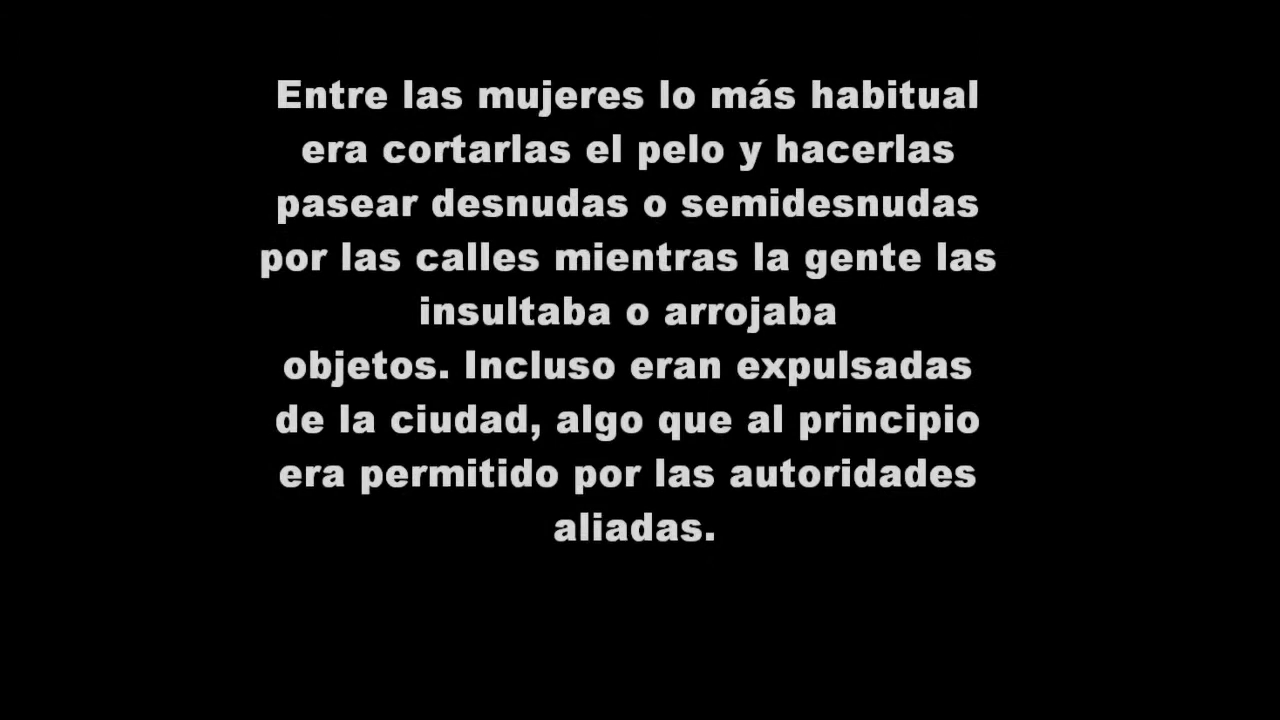 Entre las mujeres lo más habitual
era cortarlas el pelo y hacerlas
pasear desnudas o semidesnudas
por las calles mientras la gente las
insultaba o arrojaba
objetos. Incluso eran expulsadas
de la ciudad, algo que al principio
era permitido por las autoridades
aliadas.